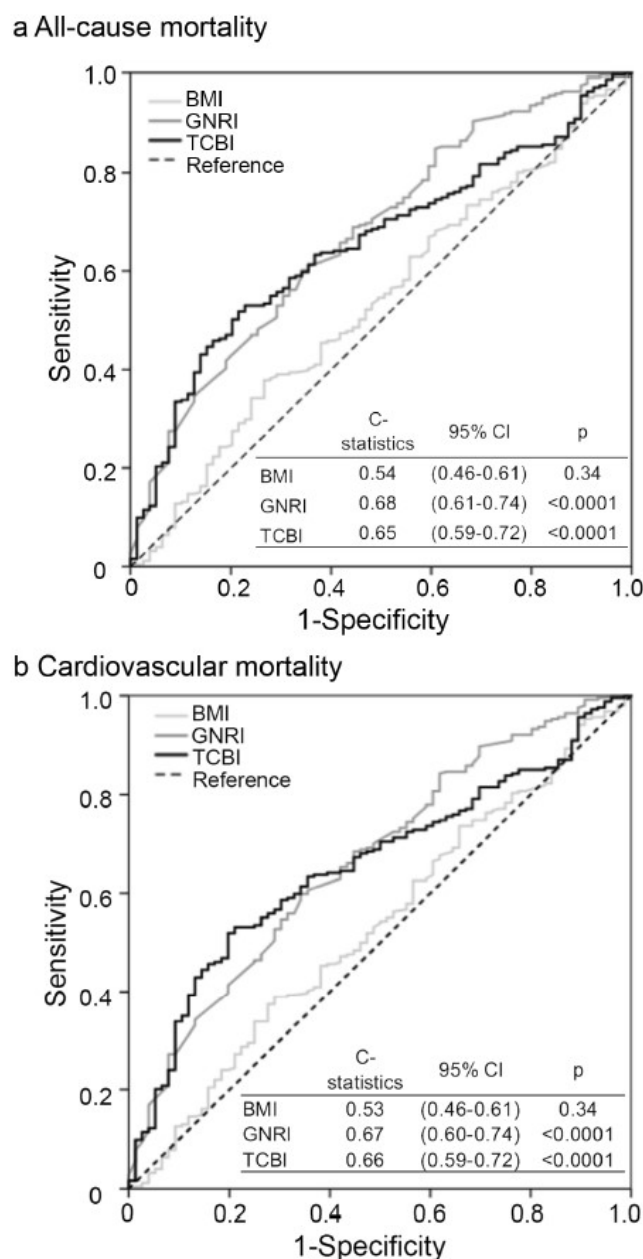 a All-cause mortality
1.0
BMI
GNRI
TCBI
Reference
0.8
0.6
0.4
0.2
0
Sensitivity
C-statistics 95% CI p
BMI 0.54 (0.46-0.61) 0.34
GNRI 0.68 (0.61-0.74) <0.0001
TCBI 0.65 (0.59-0.72) <0.0001
0 0.2 0.4 0.6 0.8 1.0
1-Specificity
b Cardiovascular mortality
1.0
BMI
GNRI
TCBI
Reference
0.8
0.6
0.4
0.2
0
Sensitivity
C-statistics 95% CI p
BMI 0.53 (0.46-0.61) 0.34
GNRI 0.67 (0.60-0.74) <0.0001
TCBI 0.66 (0.59-0.72) <0.0001
0 0.2 0.4 0.6 0.8 1.0
1-Specificity